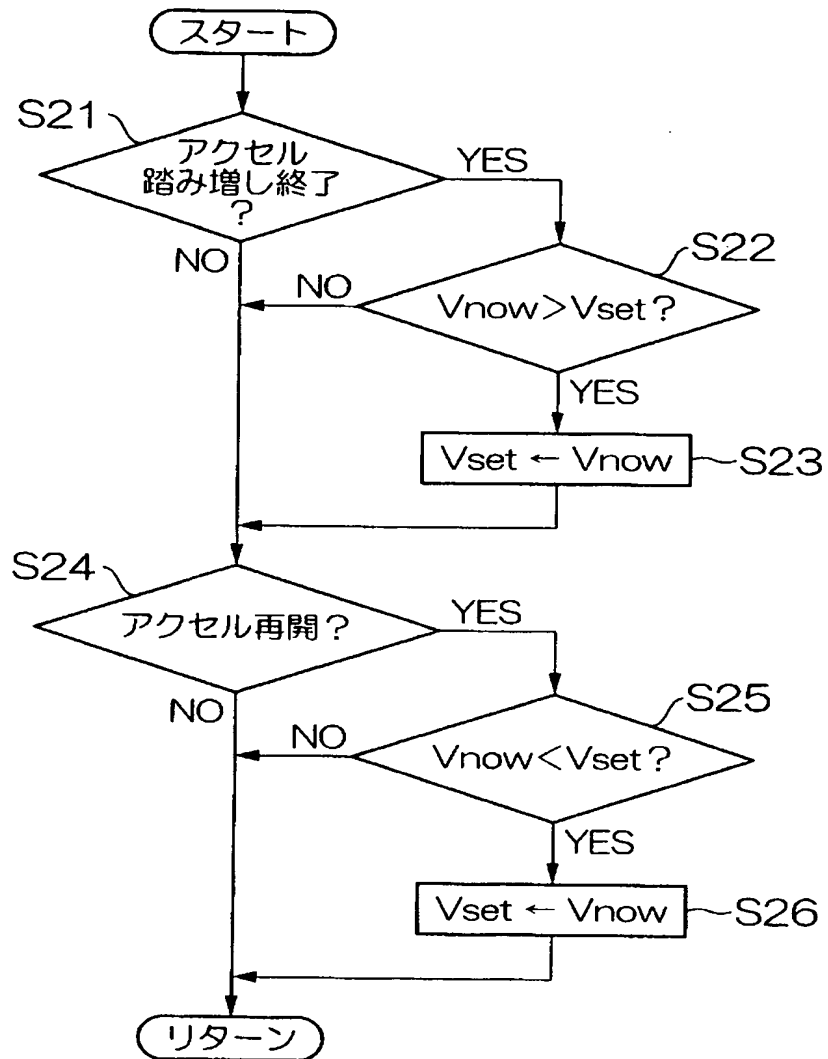 スタート
S21
アクセル
踏み増し終了
?
YES
NO
S22
Vnow>Vset?
NO
YES
Vset ← Vnow
S23
S24
アクセル再開?
YES
NO
S25
Vnow<Vset?
NO
YES
Vset ← Vnow
S26
リターン